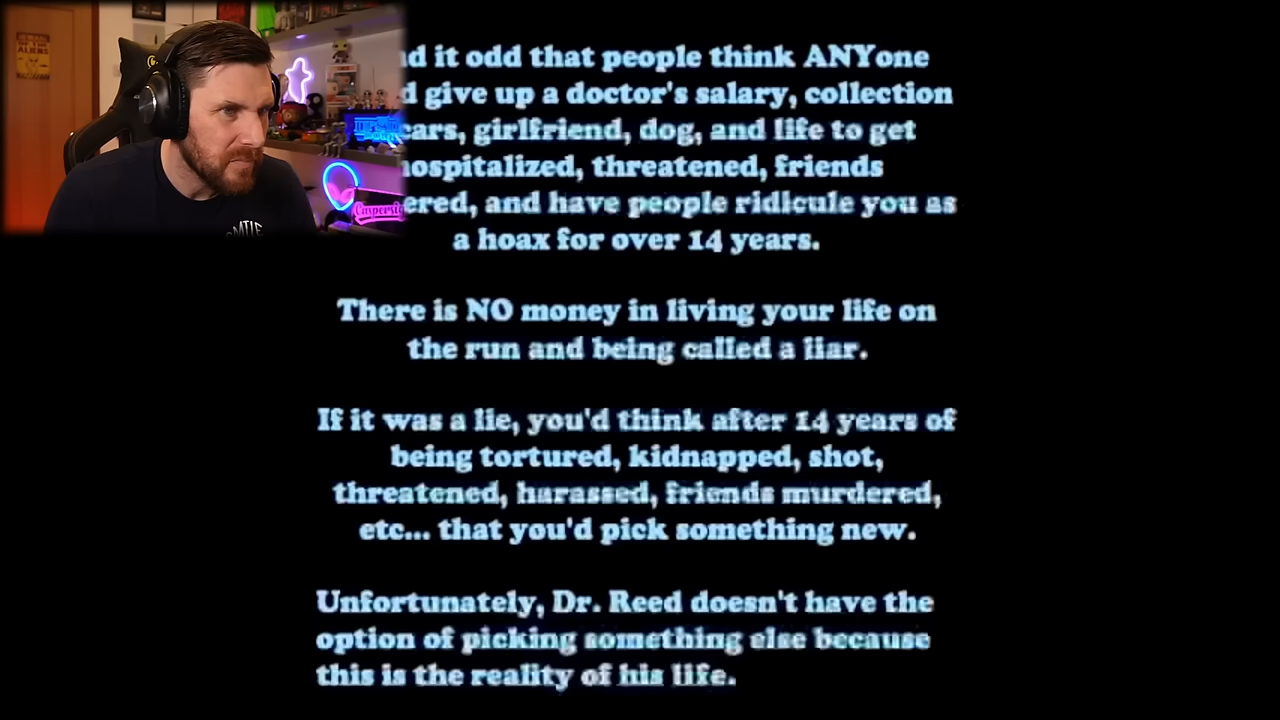 it odd that people think ANYone
give up a doctor's salary, collection
cars, girlfriend, dog, and life to get
hospitalized, threatened, friends
and have people ridicule you as
a hoax for over 14 years.
There is NO money in living your life on
the run and being called a liar.
If it was a lie, you'd think after 14 years of
being tortured, kidnapped, shot,
threatened, harassed, friends murdered,
etc... that you'd pick something new.
Unfortunately, Dr. Reed doesn't have the
option of picking something else because
this is the reality of his life.